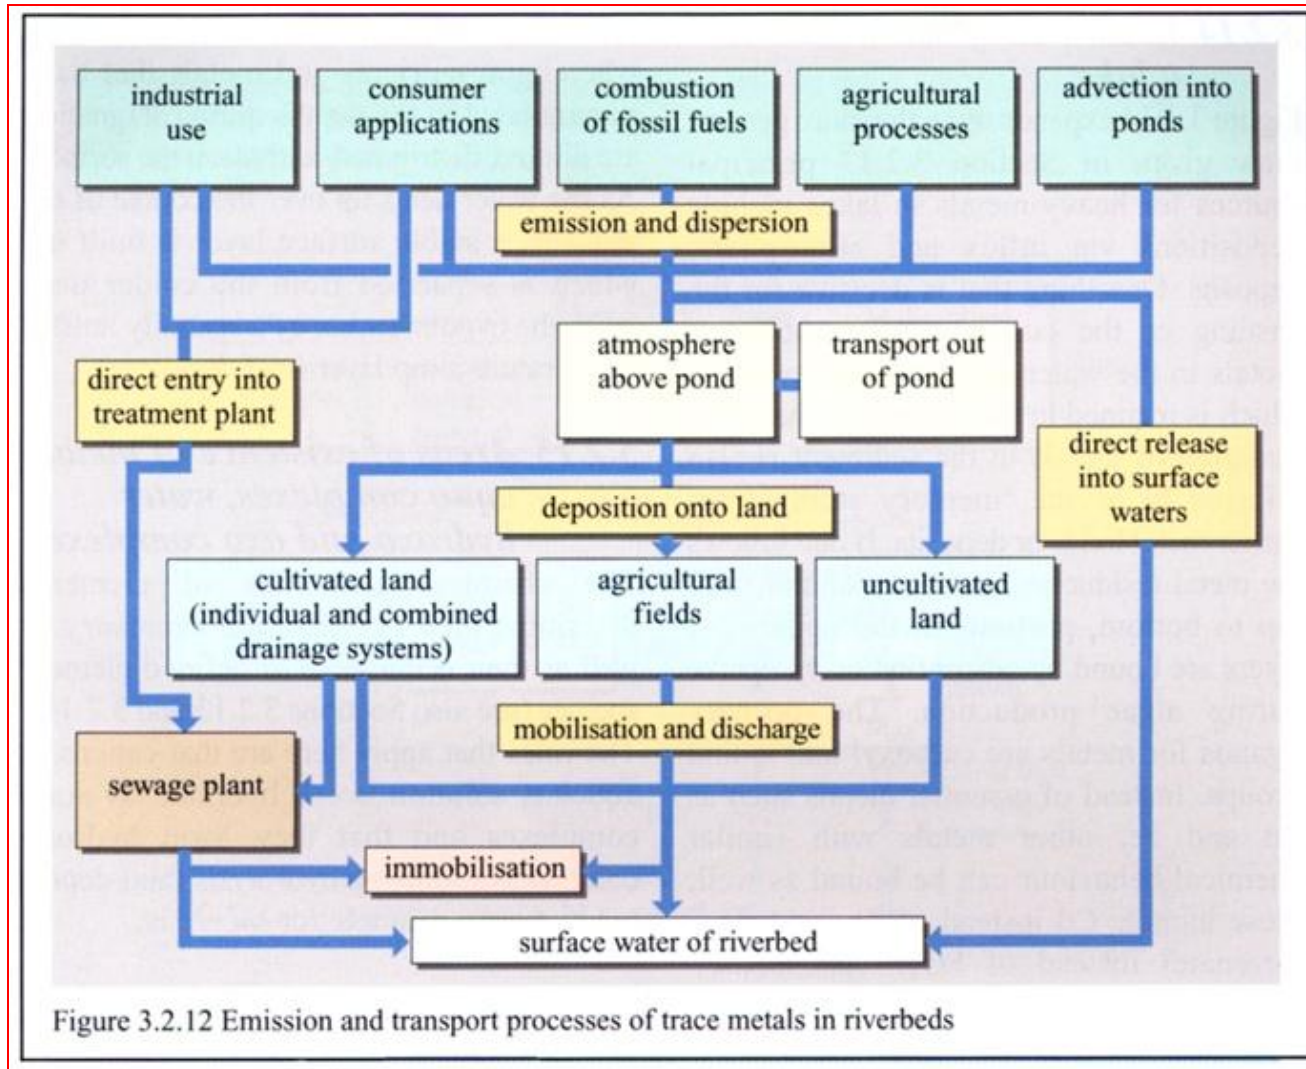 industrial
use
consumer
applications
combustion
of fossil fuels
agricultural
processes
advection into
ponds
emission and dispersion
direct entry into
treatment plant
atmosphere
above pond
transport out
of pond
direct release
into surface
waters
deposition onto land
cultivated land
(individual and combined
drainage systems)
agricultural
fields
uncultivated
land
mobilisation and discharge
sewage plant
immobilisation
surface water of riverbed
Figure 3.2.12 Emission and transport processes of trace metals in riverbeds